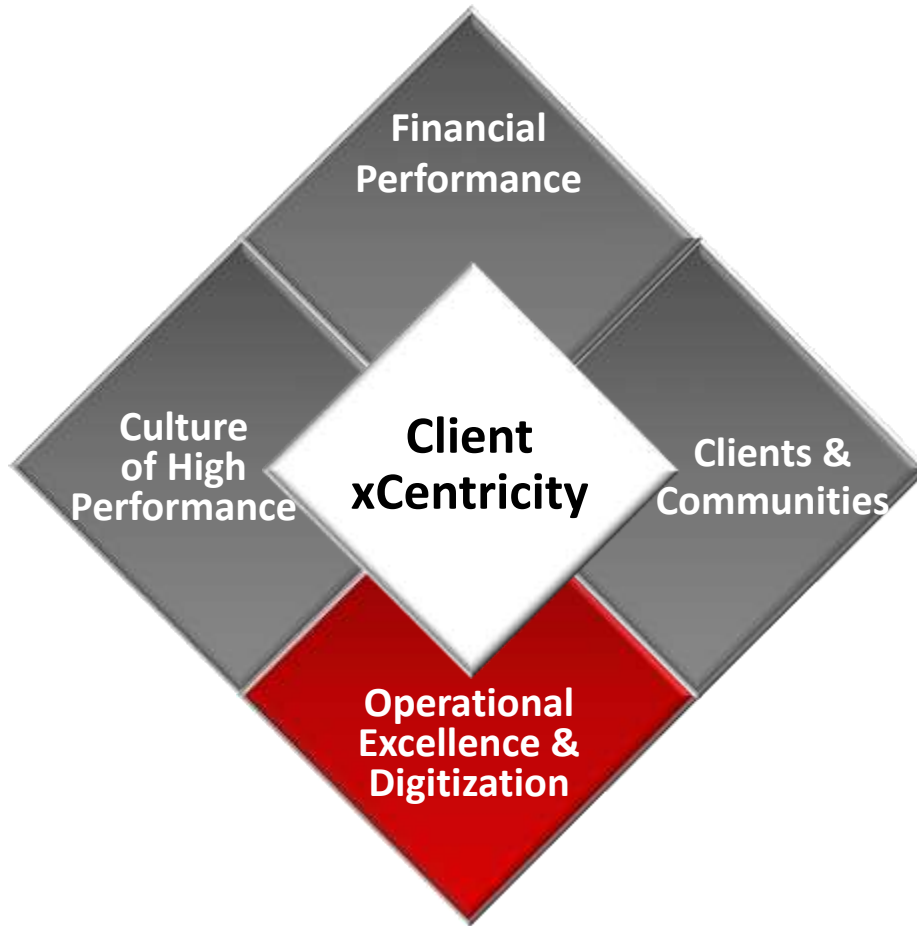 Financial
Performance
Culture
of High
Performance
Client
xCentricity
Clients &
Communities
Operational
Excellence &
Digitization